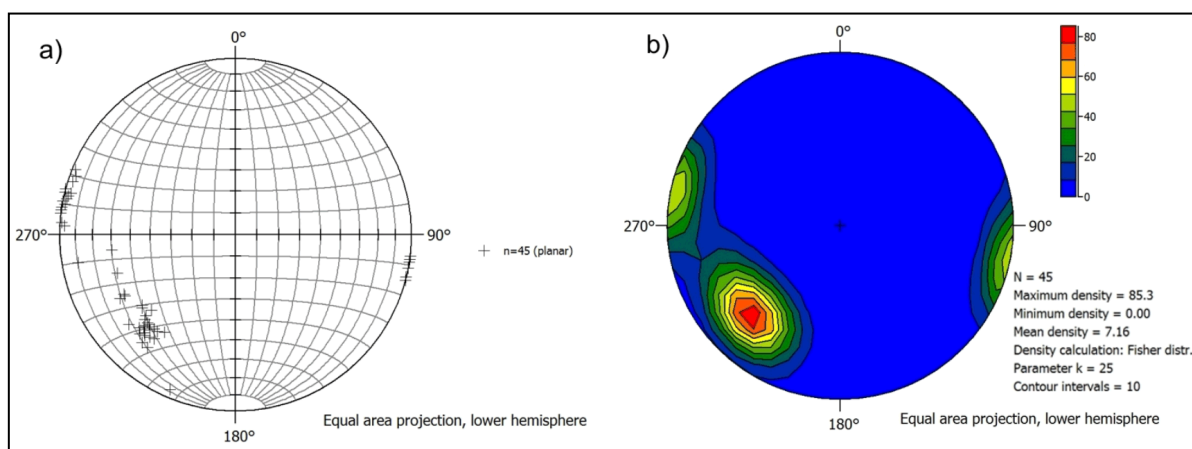 a)
0°
270°
90°
n=45 (planar)
Equal area projection, lower hemisphere
180°
b)
0°
80
60
40
20
0
270°
90°
N = 45
Maximum density = 85.3
Minimum density = 0.00
Mean density = 7.16
Density calculation: Fisher distr.
Parameter k = 25
Contour intervals = 10
Equal area projection, lower hemisphere
180°